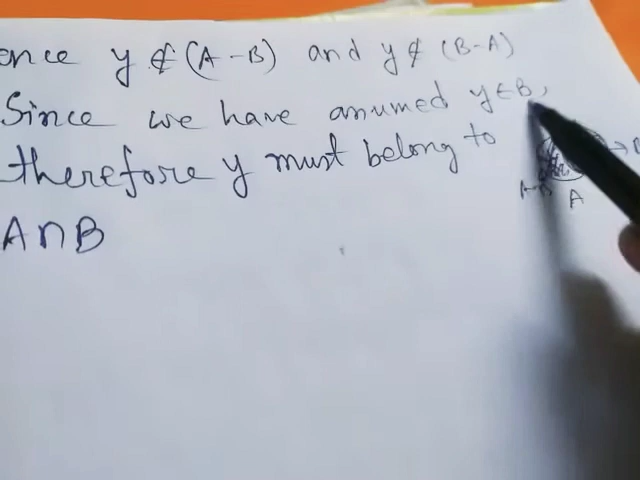 ence y ∉ (A - B) and y ∉ (B-A)
Since we have assumed y ∈ B,
therefore y must belong to
A∩B
A-B
A